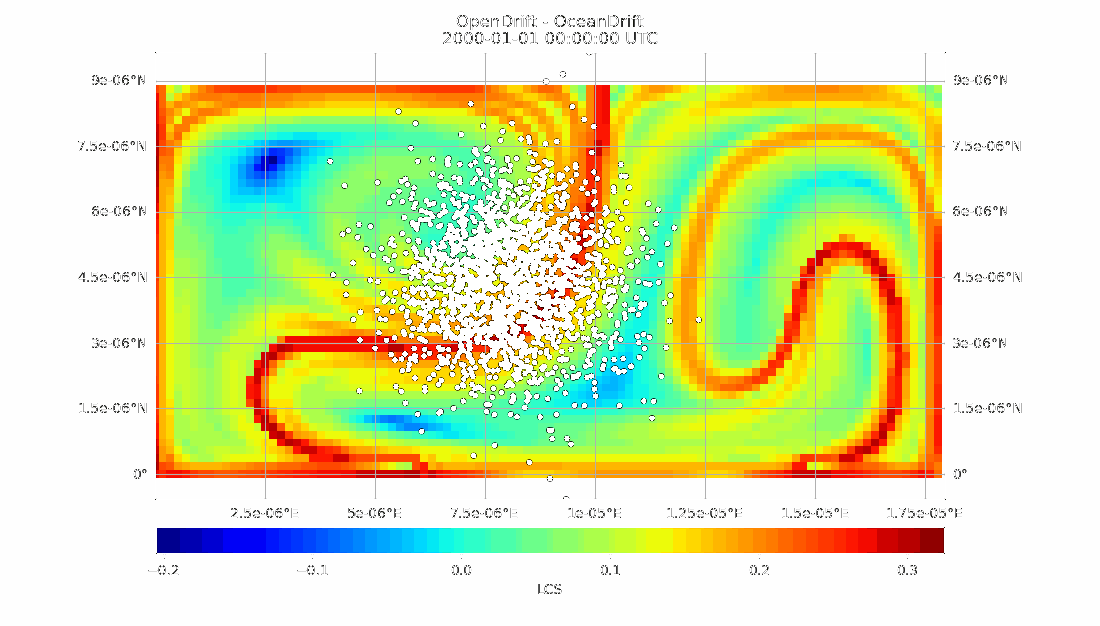 OpenDrift - OceanDrift
2000-01-01 00:00:00 UTC
9e-06°N 9e-06°N
7.5e-06°N 7.5e-06°N
6e-06°N 6e-06°N
4.5e-06°N 4.5e-06°N
3e-06°N 3e-06°N
1.5e-06°N 1.5e-06°N
0° 0°
2.5e-06°E 5e-06°E 7.5e-06°E 1e-05°E 1.25e-05°E 1.5e-05°E 1.75e-05°E
−0.2 −0.1 0.0 0.1 0.2 0.3
LCS